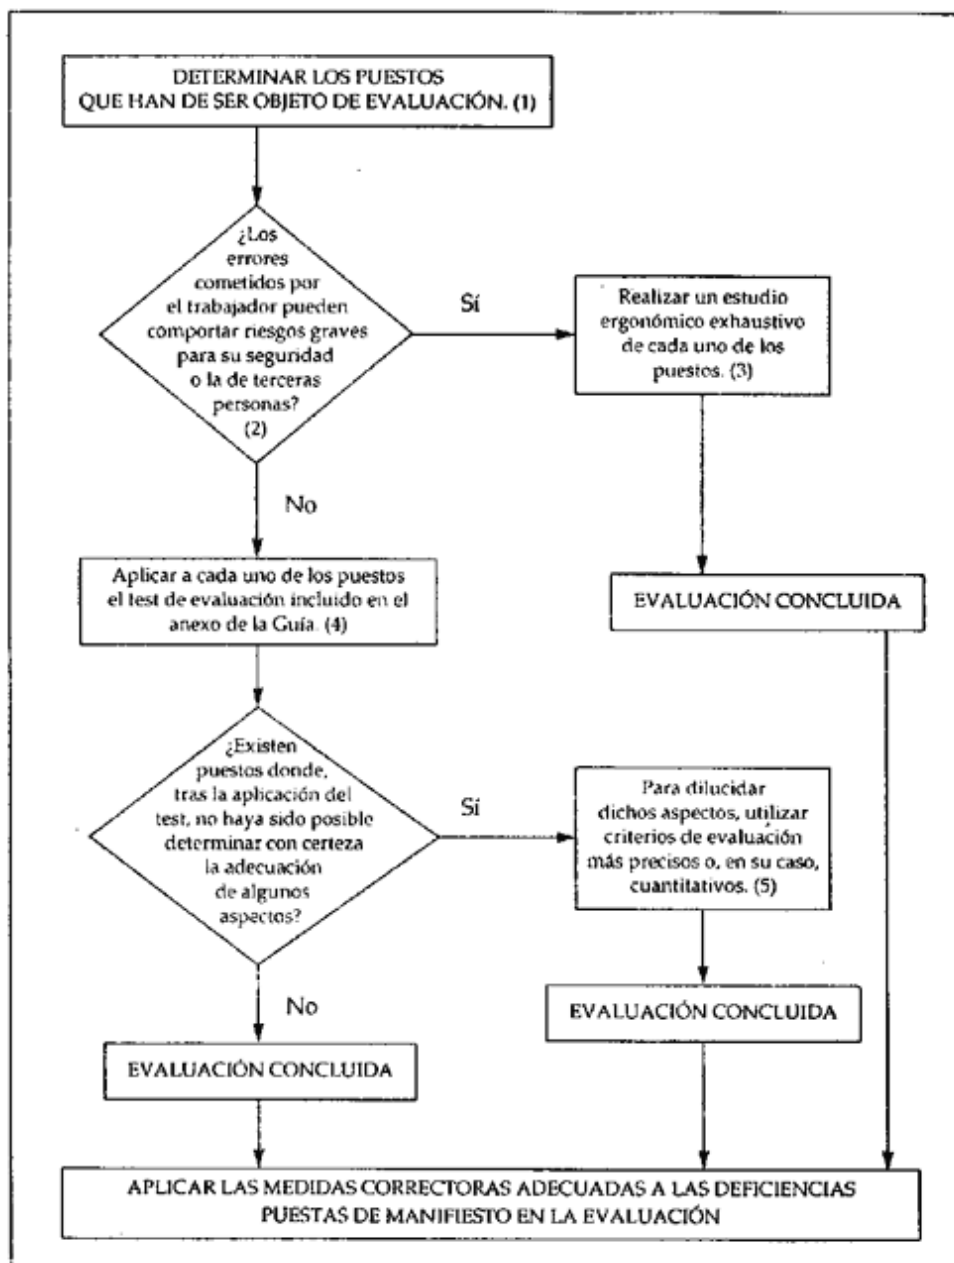 DETERMINAR LOS PUESTOS
QUE HAN DE SER OBJETO DE EVALUACIÓN. (1)
¿Los
errores
cometidos por
el trabajador pueden
comportar riesgos graves
para su seguridad
o la de terceras
personas?
(2)
Sí
Realizar un estudio
ergonómico exhaustivo
de cada uno de los
puestos. (3)
No
Aplicar a cada uno de los puestos
el test de evaluación incluido en el
anexo de la Guía. (4)
EVALUACIÓN CONCLUIDA
¿Existen
puestos donde,
tras la aplicación del
test, no haya sido posible
determinar con certeza
la adecuación
de algunos
aspectos?
Sí
Para dilucidar
dichos aspectos, utilizar
criterios de evaluación
más precisos o, en su caso,
cuantitativos. (5)
No
EVALUACIÓN CONCLUIDA
EVALUACIÓN CONCLUIDA
APLICAR LAS MEDIDAS CORRECTORAS ADECUADAS A LAS DEFICIENCIAS
PUESTAS DE MANIFIESTO EN LA EVALUACIÓN